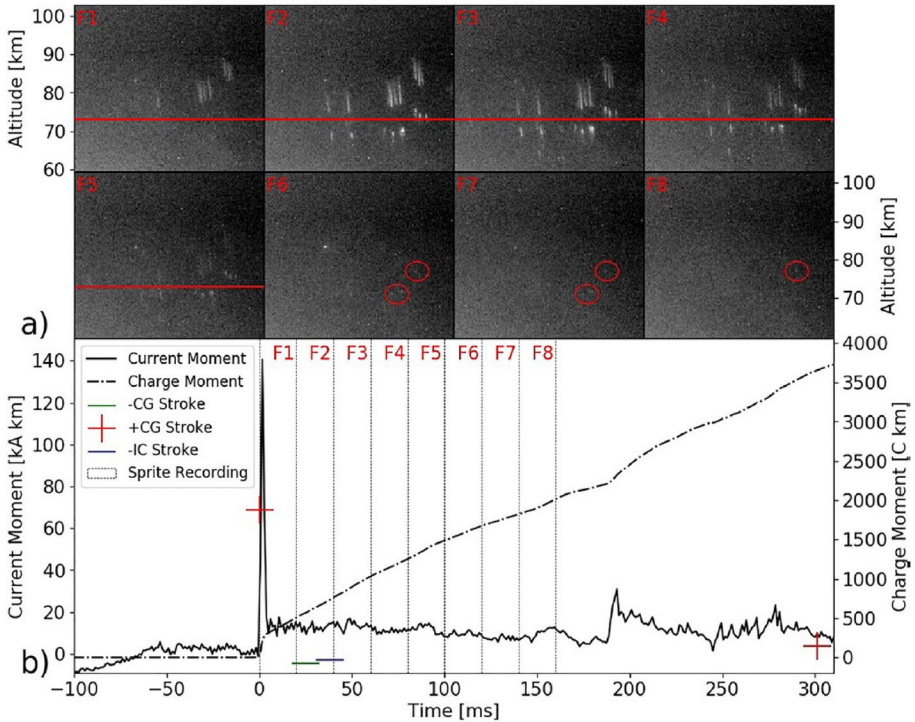 F1 F2 F3 F4
100
90
80
70
60
Altitude [km]
F5 F6 F7 F8
100
90
80
70
Altitude [km]
a)
Current Moment
Charge Moment
-CG Stroke
+CG Stroke
-IC Stroke
Sprite Recording
F1 F2 F3 F4 F5 F6 F7 F8
140
120
100
80
60
40
20
0
Current Moment [kA km]
4000
3500
3000
2500
2000
1500
1000
500
0
Charge Moment [C km]
b)
−100 −50 0 50 100 150 200 250 300
Time [ms]